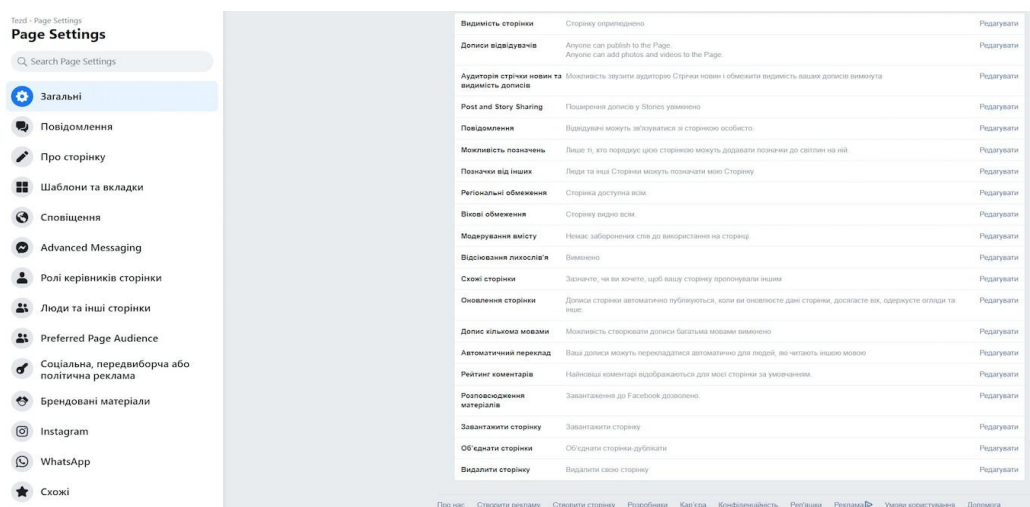 Tezd - Page Settings
Page Settings
Search Page Settings
Загальні
Повідомлення
Про сторінку
Шаблони та вкладки
Сповіщення
Advanced Messaging
Ролі керівників сторінки
Люди та інші сторінки
Preferred Page Audience
Соціальна, передвиборча або
політична реклама
Брендовані матеріали
Instagram
WhatsApp
Схожі
Видимість сторінки Сторінку оприлюднено Редагувати
Дописи відвідувачів Anyone can publish to the Page. Редагувати
Anyone can add photos and videos to the Page.
Аудиторія стрічки новин та Можливість звузити аудиторію Стрічки новин і обмежити видимість ваших дописів вимкнута Редагувати
видимість дописів
Post and Story Sharing Поширення дописів у Stories увімкнено Редагувати
Повідомлення Відвідувачі можуть зв'язуватися зі сторінкою особисто. Редагувати
Можливість позначень Лише ті, хто порядкує цією сторінкою можуть додавати позначки до світлин на ній. Редагувати
Позначки від інших Люди та інші Сторінки можуть позначати мою Сторінку. Редагувати
Регіональні обмеження Сторінка доступна всім. Редагувати
Вікові обмеження Сторінку видно всім. Редагувати
Модерування вмісту Немає заборонених слів до використання на сторінці. Редагувати
Відсіювання лихослів'я Вимкнено Редагувати
Схожі сторінки Зазначте, чи ви хочете, щоб вашу сторінку пропонували іншим Редагувати
Оновлення сторінки Дописи сторінки автоматично публікуються, коли ви оновлюєте дані сторінки, досягаєте віх, одержуєте огляди та Редагувати
інше.
Допис кількома мовами Можливість створювати дописи багатьма мовами вимкнено Редагувати
Автоматичний переклад Ваші дописи можуть перекладатися автоматично для людей, які читають іншою мовою Редагувати
Рейтинг коментарів Найновіші коментарі відображаються для моєї сторінки за умовчанням. Редагувати
Розповсюдження Завантаження до Facebook дозволено. Редагувати
матеріалів
Завантажити сторінку Завантажити сторінку Редагувати
Об'єднати сторінки Об'єднати сторінки-дублікати Редагувати
Видалити сторінку Видалити свою сторінку Редагувати
Про нас Створити рекламу Створити сторінку Розробники Кар'єра Конфіденційність Реп'яшки Реклама Умови користування Допомога